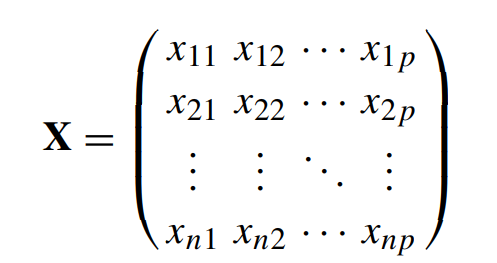 x11 x12 ⋯ x1p
x21 x22 ⋯ x2p
X = ⋮ ⋮ ⋱ ⋮
xn1 xn2 ⋯ xnp